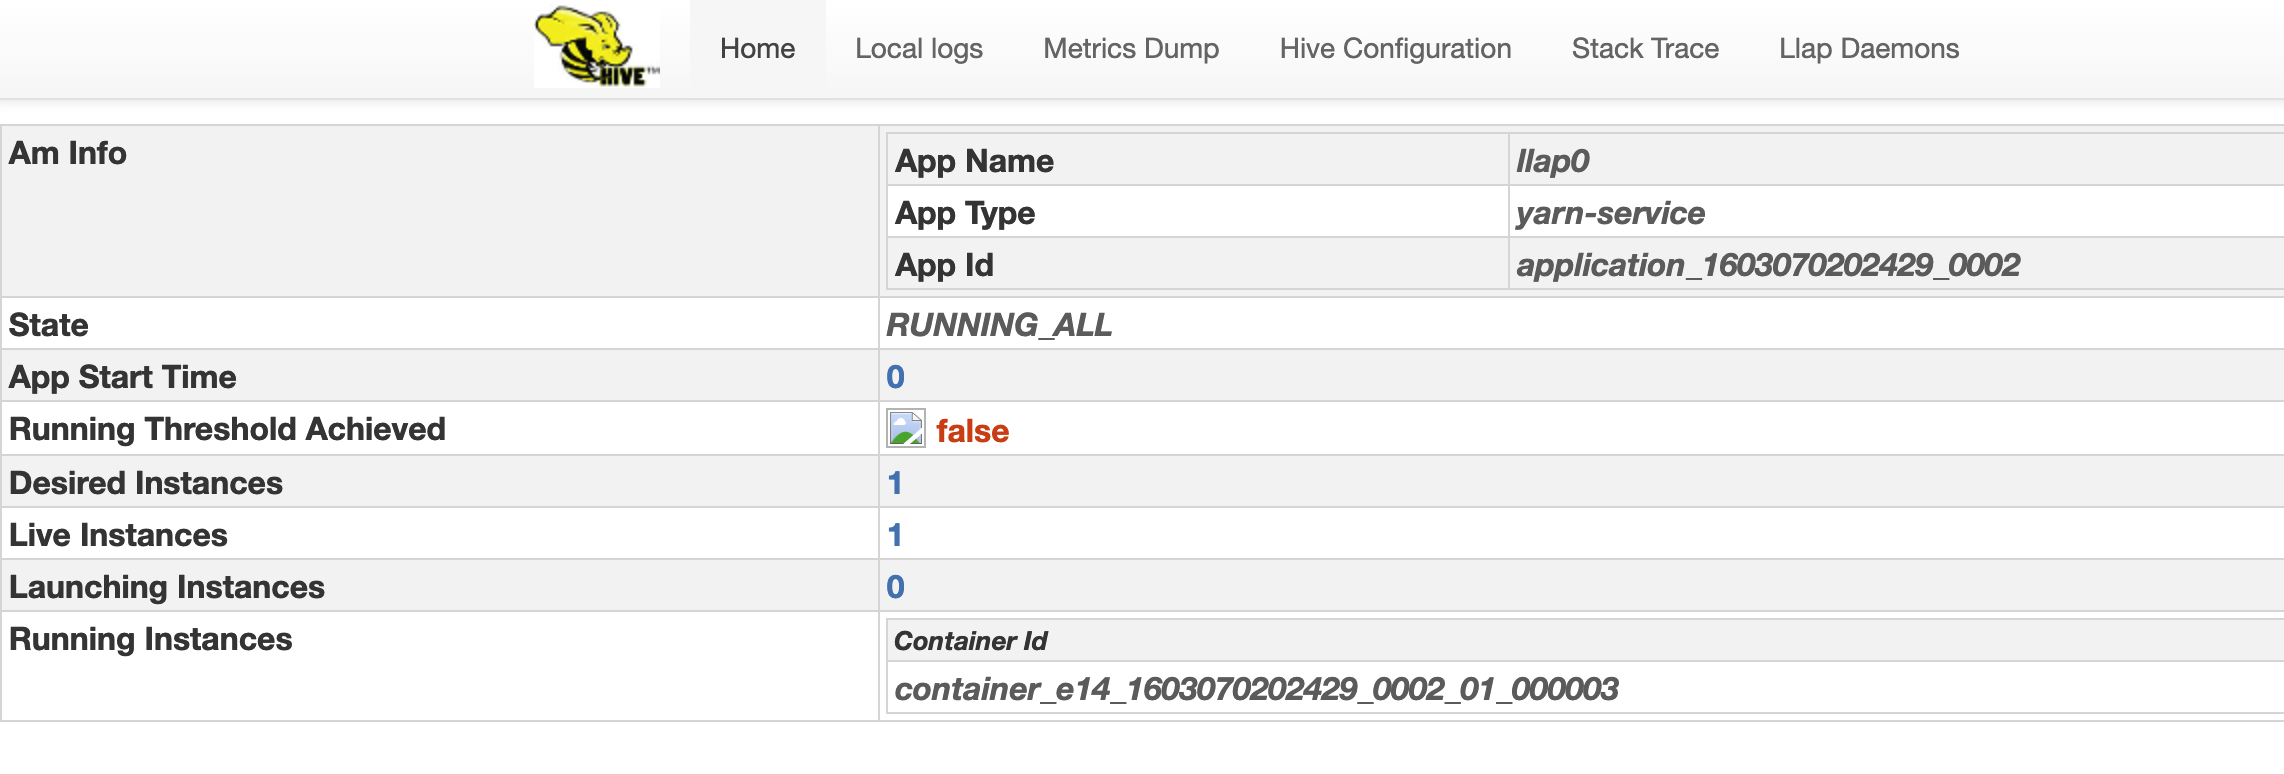 HIVE™
Home Local logs Metrics Dump Hive Configuration Stack Trace Llap Daemons
Am Info
App Name llap0
App Type yarn-service
App Id application_1603070202429_0002
State RUNNING_ALL
App Start Time 0
Running Threshold Achieved false
Desired Instances 1
Live Instances 1
Launching Instances 0
Running Instances
Container Id
container_e14_1603070202429_0002_01_000003